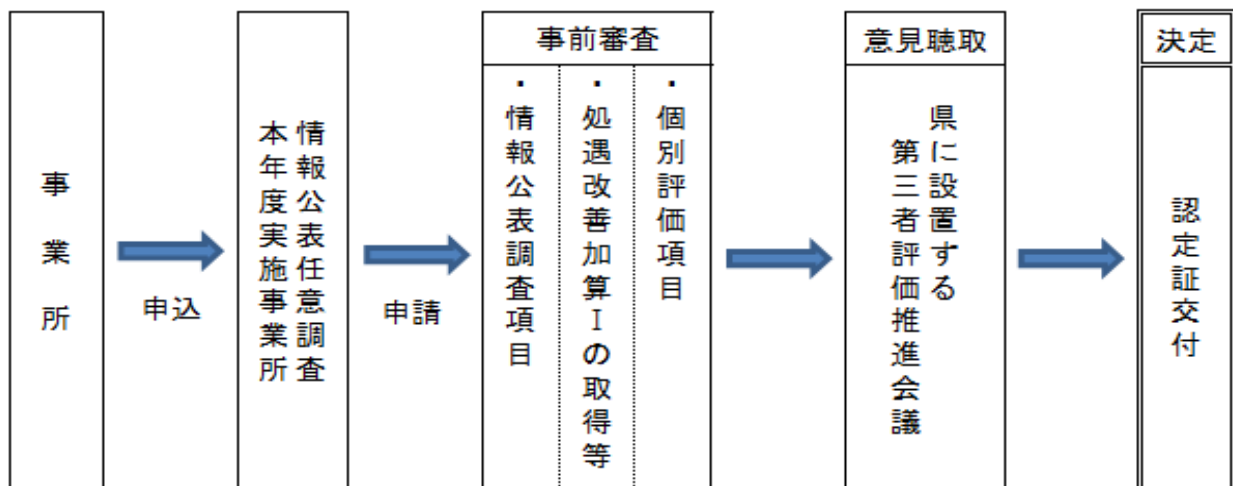 事業所
申込
情報公表任意調査
本年度実施事業所
申請
事前審査
・個別評価項目
・処遇改善加算Ⅰの取得等
・情報公表調査項目
意見聴取
県に設置する
第三者評価推進会議
決定
認定証交付